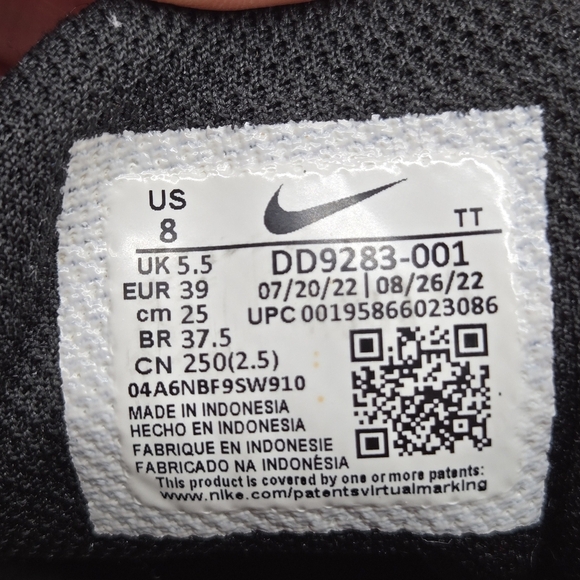 US
8
TT
UK 5.5
DD9283-001
EUR 39
07/20/22 | 08/26/22
cm 25
UPC 00195866023086
BR 37.5
CN 250(2.5)
04A6NBF9SW910
MADE IN INDONESIA
HECHO EN INDONESIA
FABRIQUE EN INDONESIE
FABRICADO NA INDONÉSIA
This product is covered by one or more patents:
www.nike.com/patentsvirtualmarking